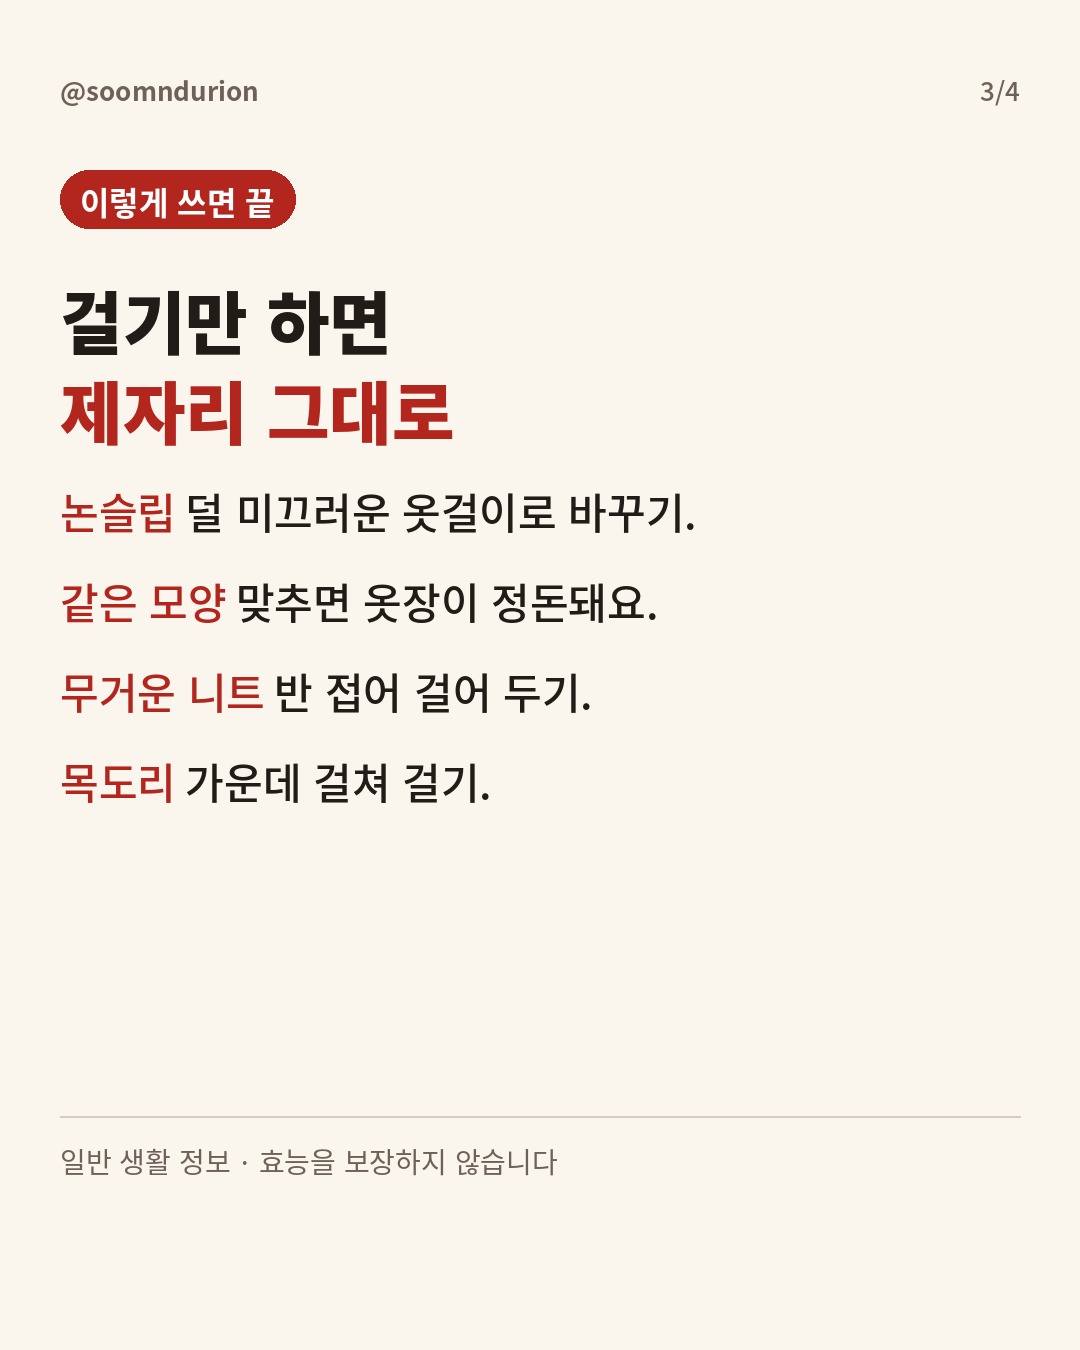 @soomndurion
3/4
이렇게 쓰면 끝
걸기만 하면
제자리 그대로
논슬립 덜 미끄러운 옷걸이로 바꾸기.
같은 모양 맞추면 옷장이 정돈돼요.
무거운 니트 반 접어 걸어 두기.
목도리 가운데 걸쳐 걸기.
일반 생활 정보 · 효능을 보장하지 않습니다